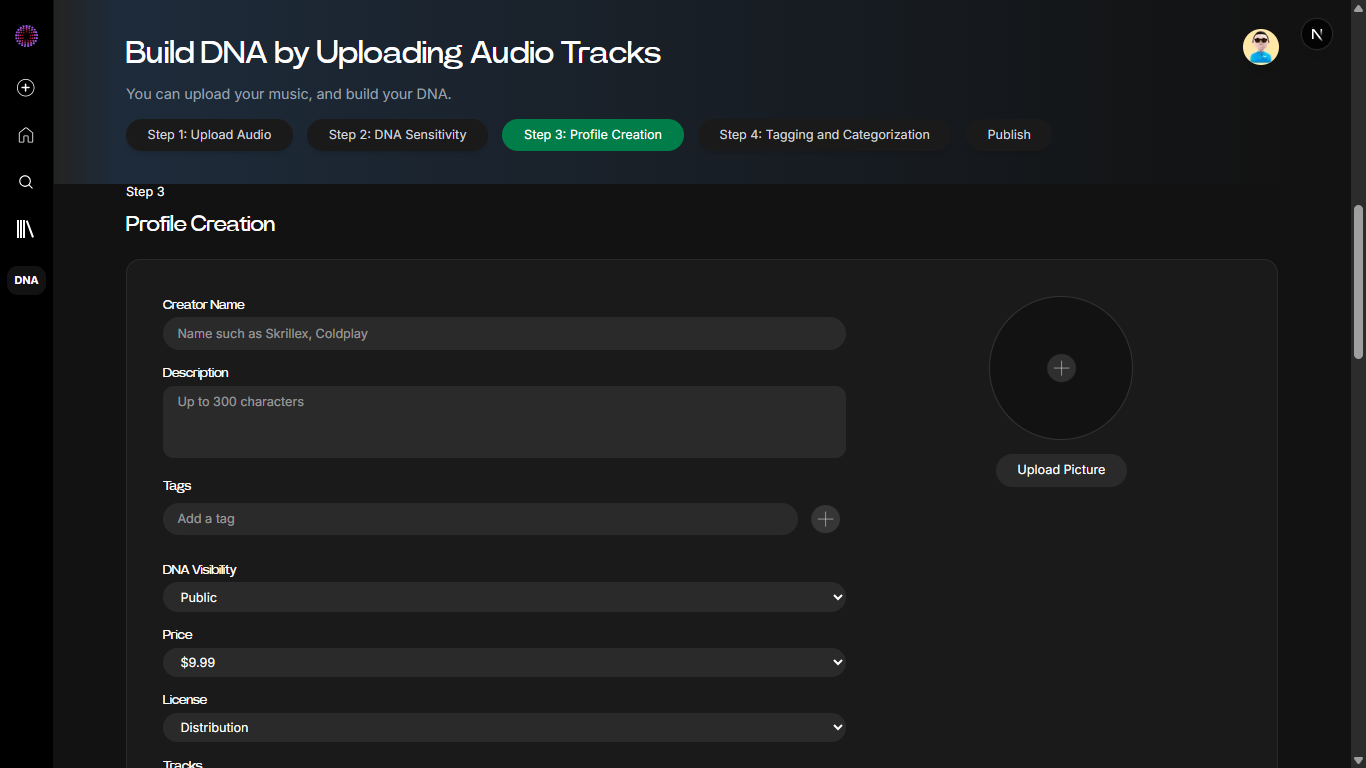 Build DNA by Uploading Audio Tracks
N
You can upload your music, and build your DNA.
Step 1: Upload Audio
Step 2: DNA Sensitivity
Step 3: Profile Creation
Step 4: Tagging and Categorization
Publish
DNA
Step 3
Profile Creation
Creator Name
Name such as Skrillex, Coldplay
Description
Up to 300 characters
Upload Picture
Tags
Add a tag
DNA Visibility
Public
Price
$9.99
License
Distribution
Tracks